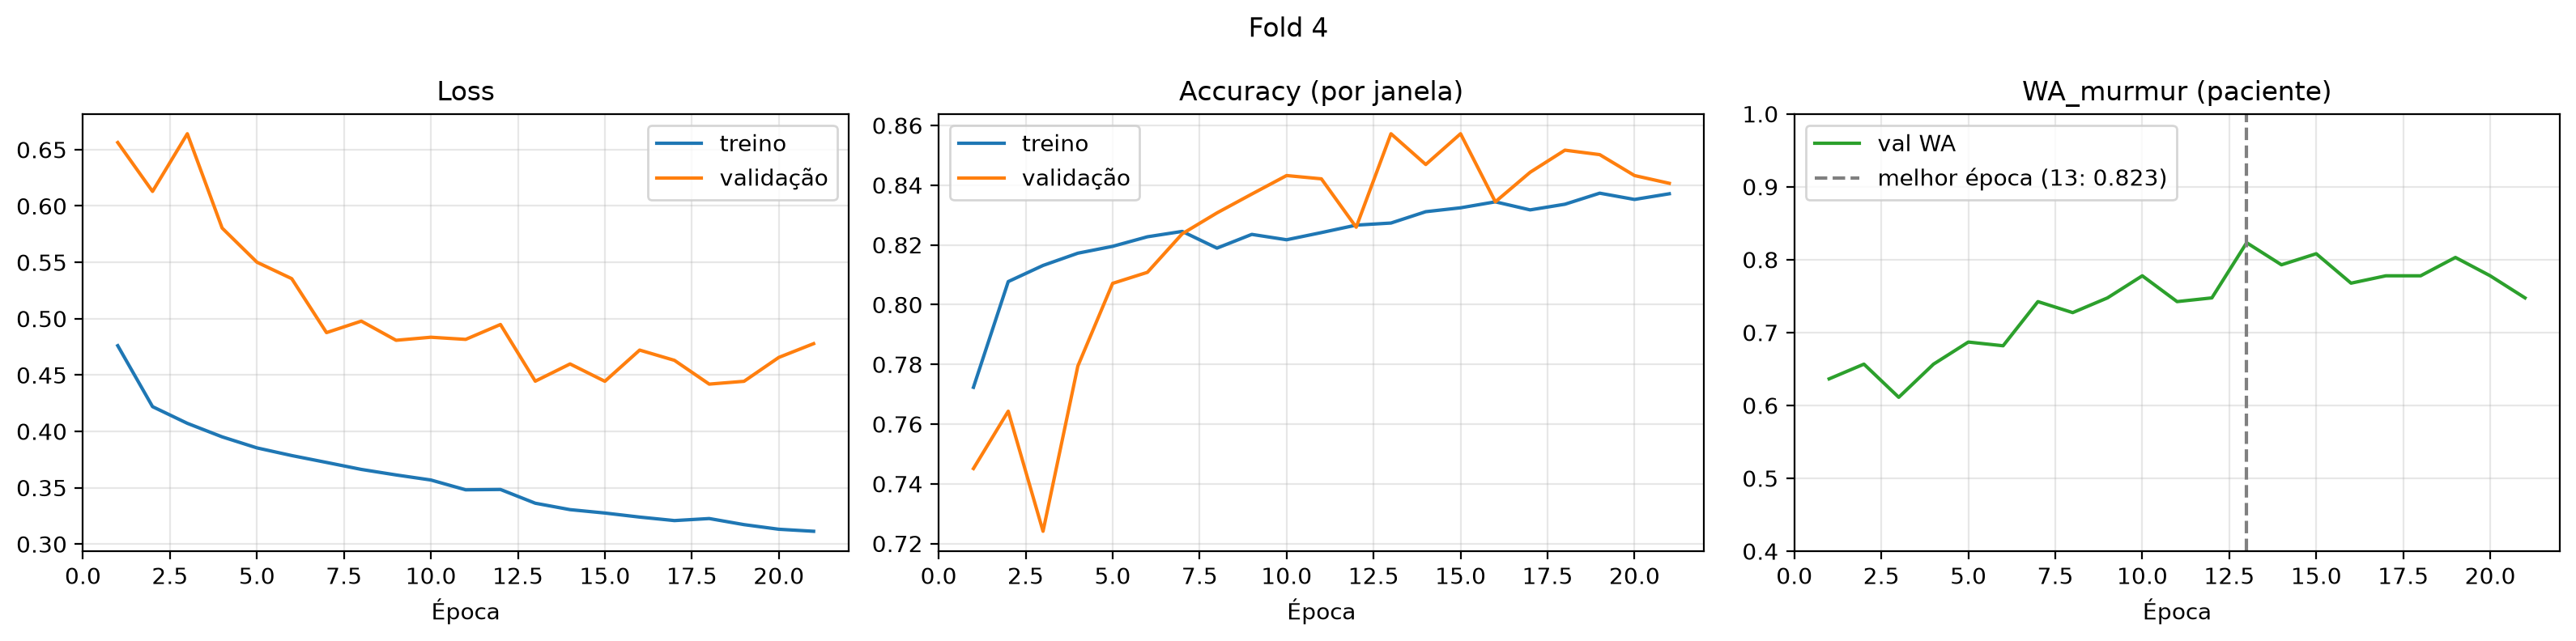 Fold 4
Loss
treino
validação
0.65
0.60
0.55
0.50
0.45
0.40
0.35
0.30
0.0 2.5 5.0 7.5 10.0 12.5 15.0 17.5 20.0
Época
Accuracy (por janela)
treino
validação
0.86
0.84
0.82
0.80
0.78
0.76
0.74
0.72
0.0 2.5 5.0 7.5 10.0 12.5 15.0 17.5 20.0
Época
WA_murmur (paciente)
val WA
melhor época (13: 0.823)
1.0
0.9
0.8
0.7
0.6
0.5
0.4
0.0 2.5 5.0 7.5 10.0 12.5 15.0 17.5 20.0
Época